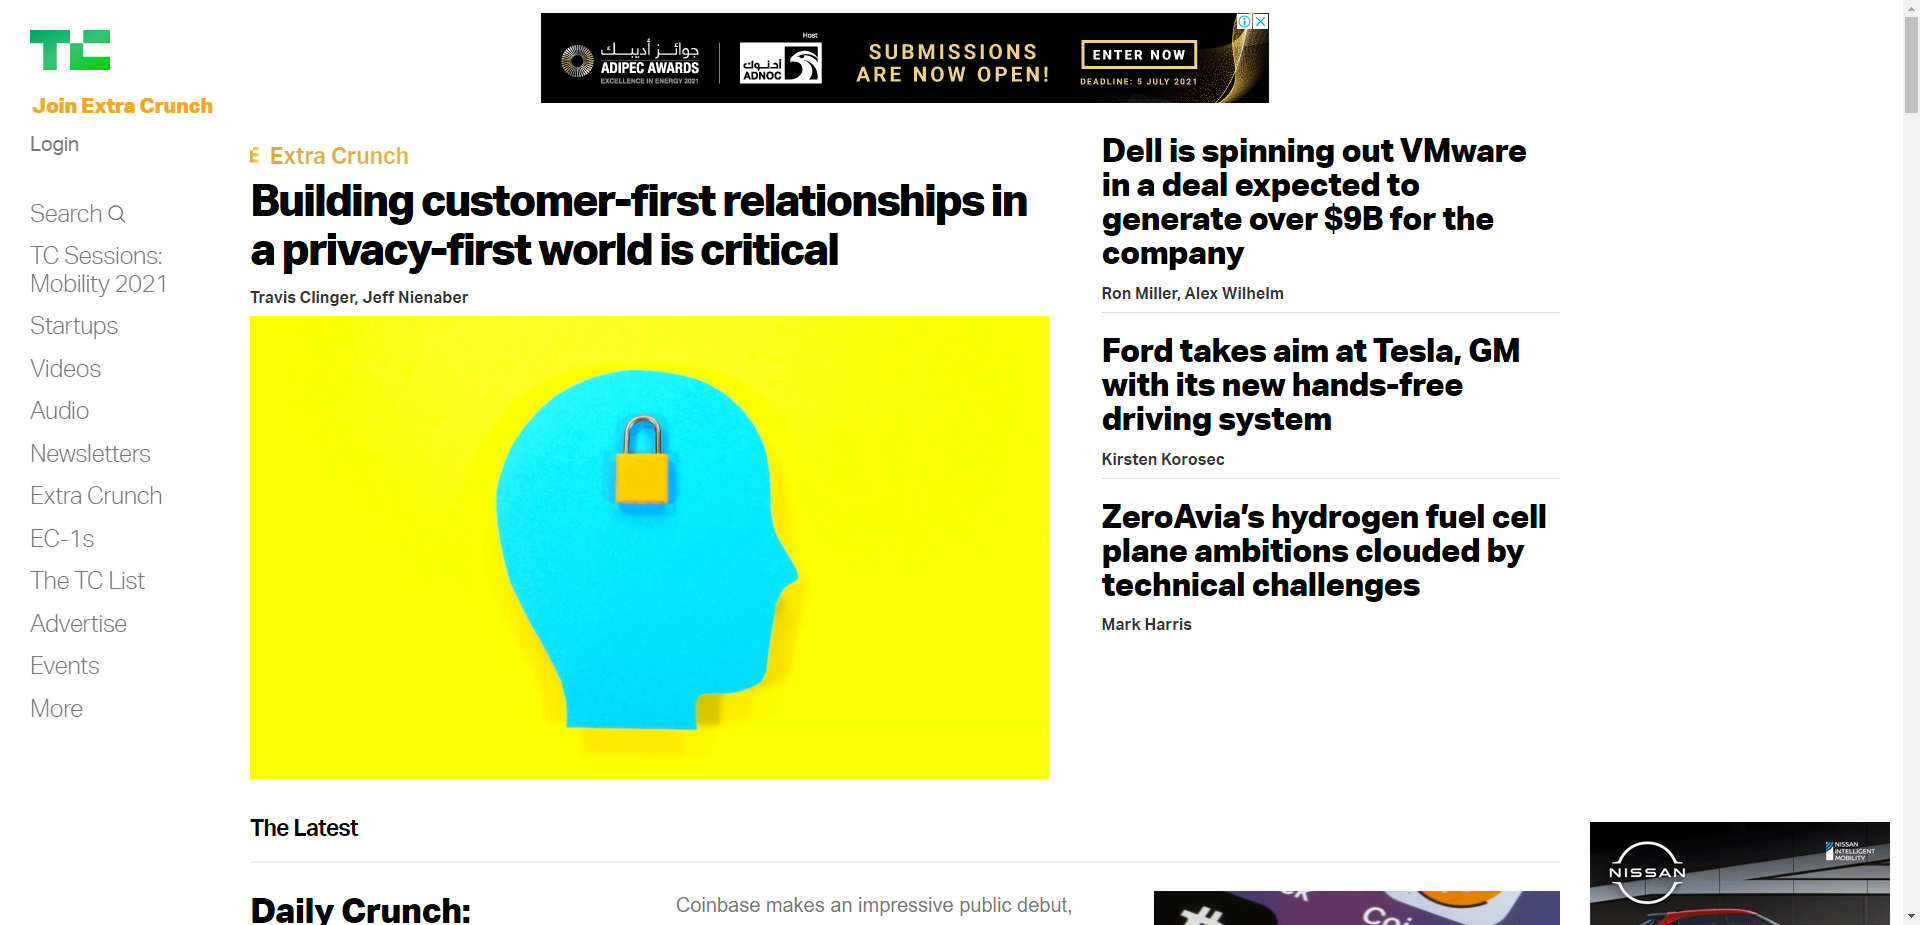 TC
Join Extra Crunch
Login
Search
TC Sessions:
Mobility 2021
Startups
Videos
Audio
Newsletters
Extra Crunch
EC-1s
The TC List
Advertise
Events
More
جوائز أديبك
ADIPEC AWARDS
EXCELLENCE IN ENERGY 2021
Host
أدنوك
ADNOC
SUBMISSIONS
ARE NOW OPEN!
ENTER NOW
DEADLINE: 5 JULY 2021
Extra Crunch
Building customer-first relationships in
a privacy-first world is critical
Travis Clinger, Jeff Nienaber
Dell is spinning out VMware
in a deal expected to
generate over $9B for the
company
Ron Miller, Alex Wilhelm
Ford takes aim at Tesla, GM
with its new hands-free
driving system
Kirsten Korosec
ZeroAvia’s hydrogen fuel cell
plane ambitions clouded by
technical challenges
Mark Harris
The Latest
Daily Crunch:
Coinbase makes an impressive public debut,
NISSAN
NISSAN
INTELLIGENT
MOBILITY